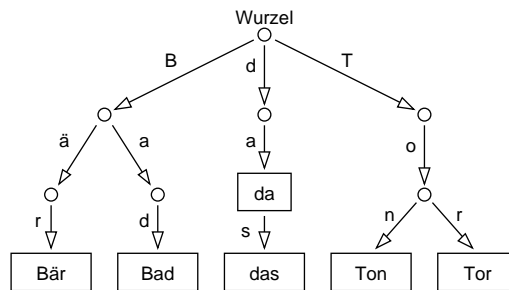 Wurzel
B d T
ä a a o
da
r d s n r
Bär Bad das Ton Tor